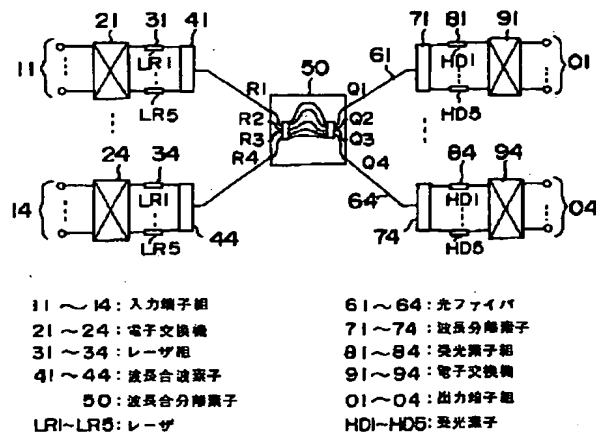 21 31 41 71 81 91
11 LR1 50 61 HD1 01
LR5 R1 Q1 HD5
R2 Q2
R3 Q3
24 34 R4 Q4 84 94
14 LR1 64 HD1 04
LR5 44 74 HD5
11〜14:入力端子組
21〜24:電子交換機
31〜34:レーザ組
41〜44:波長合波素子
50:波長合分離素子
LR1~LR5:レーザ
61〜64:光ファイバ
71〜74:波長分離素子
81〜84:受光素子組
91〜94:電子交換機
01〜04:出力端子組
HD1~HD5:受光素子